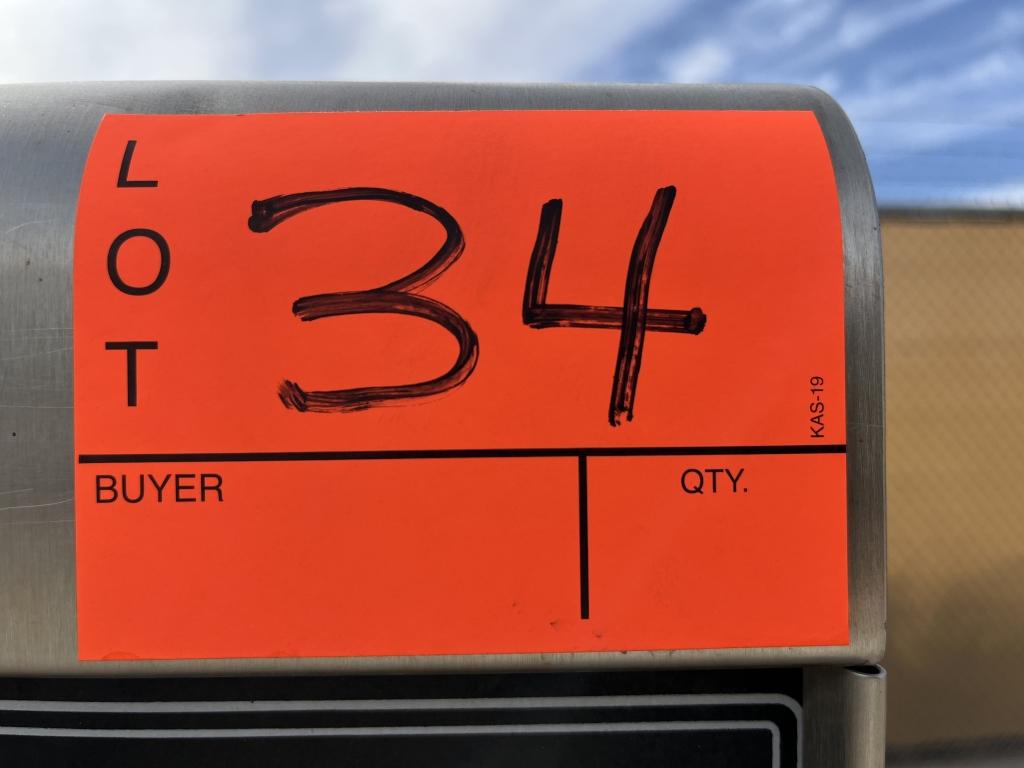 LOT 34
KAS-19
BUYER
QTY.